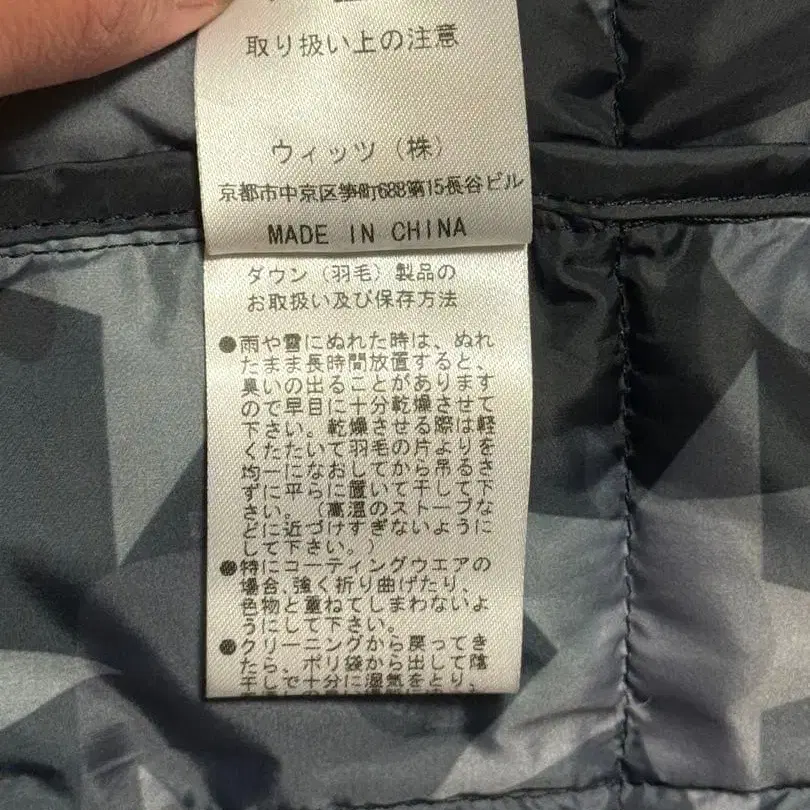 取り扱い上の注意
ウィッツ（株）
京都市中京区笋町688第15長谷ビル
MADE IN CHINA
ダウン（羽毛）製品の
お取扱い及び保存方法
●雨や雪にぬれた時は、ぬれ
たまま長時間放置すると、
臭いの出ることがあります
ので早目に十分乾燥させて
下さい。乾燥させる際は軽
くたたいて羽毛の片よりを
均一になおしてから吊るさ
ずに平らに置いて干して下
さい。（高温のストーブな
どに近づけすぎないように
して下さい。）
●特にコーティングウエアの
場合、強く折り曲げたり、
色物と重ねてしまわないよ
うにして下さい。
●クリーニングから戻ってき
たら、ポリ袋から出して陰
干しで十分に湿気をとり、